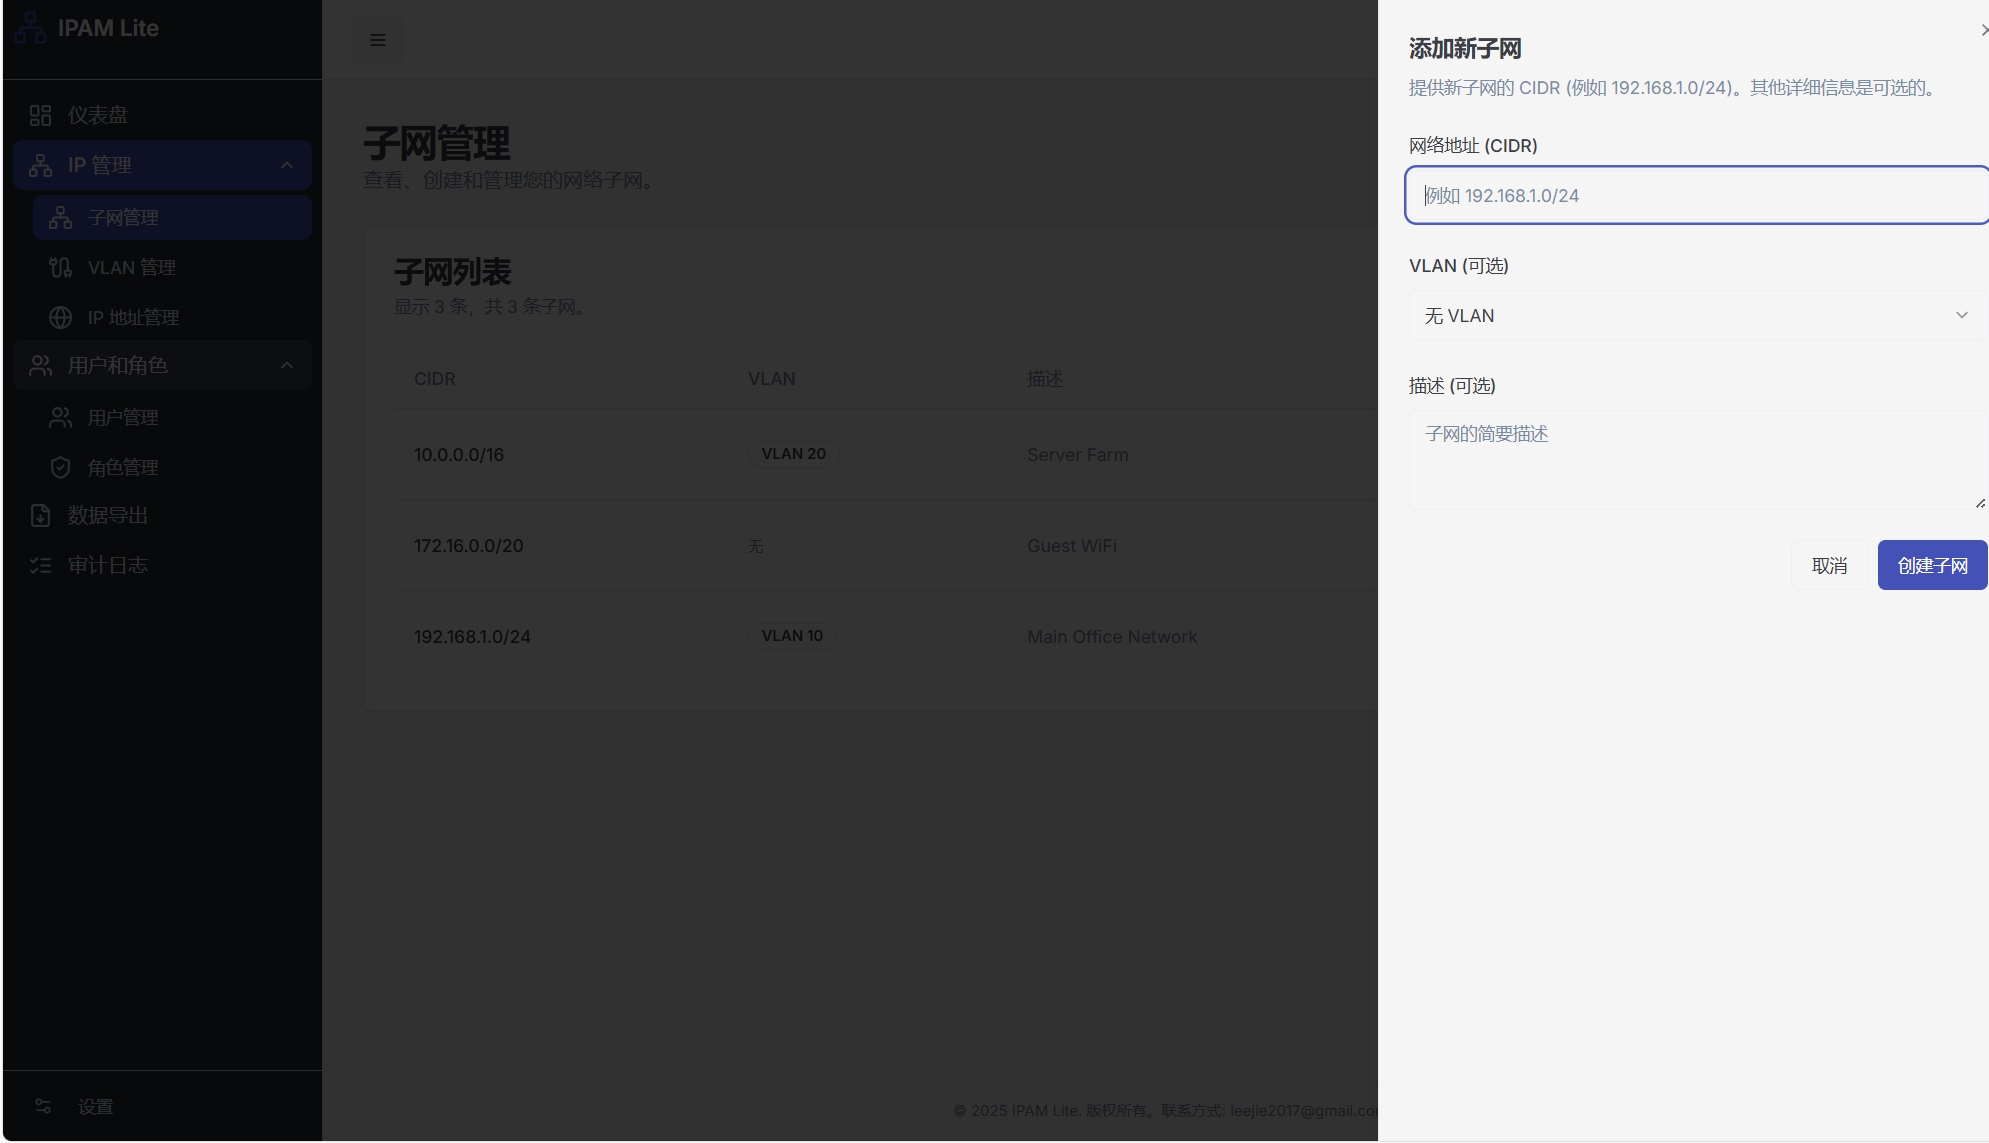 IPAM Lite
仪表盘
IP 管理
子网管理
VLAN 管理
IP 地址管理
用户和角色
用户管理
角色管理
数据导出
审计日志
设置
子网管理
查看、创建和管理您的网络子网。
子网列表
显示 3 条，共 3 条子网。
CIDR VLAN 描述
10.0.0.0/16 VLAN 20 Server Farm
172.16.0.0/20 无 Guest WiFi
192.168.1.0/24 VLAN 10 Main Office Network
© 2025 IPAM Lite. 版权所有。联系方式: leejie2017@gmail.co
添加新子网
提供新子网的 CIDR (例如 192.168.1.0/24)。其他详细信息是可选的。
网络地址 (CIDR)
例如 192.168.1.0/24
VLAN (可选)
无 VLAN
描述 (可选)
子网的简要描述
取消
创建子网